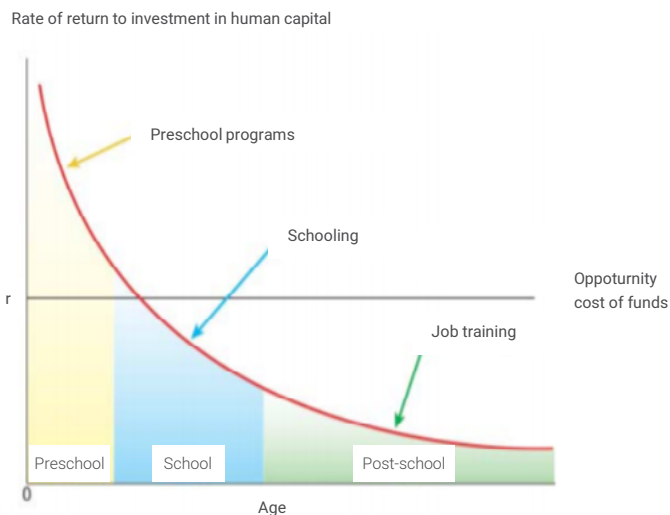 Rate of return to investment in human capital
Preschool programs
Schooling
Oppoturnity
cost of funds
r
Job training
Preschool
School
Post-school
0
Age